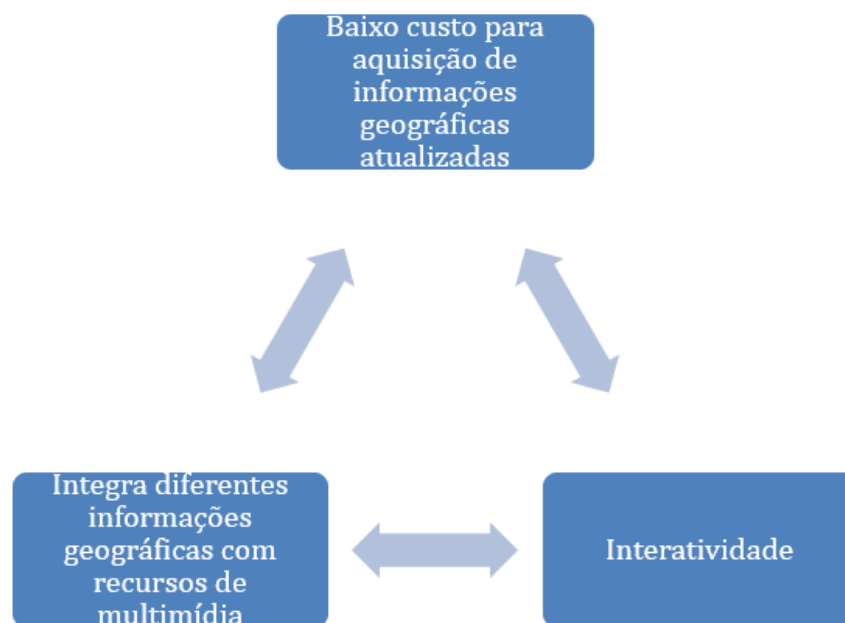 Baixo custo para
aquisição de
informações
geográficas
atualizadas
Integra diferentes
informações
geográficas com
recursos de
multimídia
Interatividade